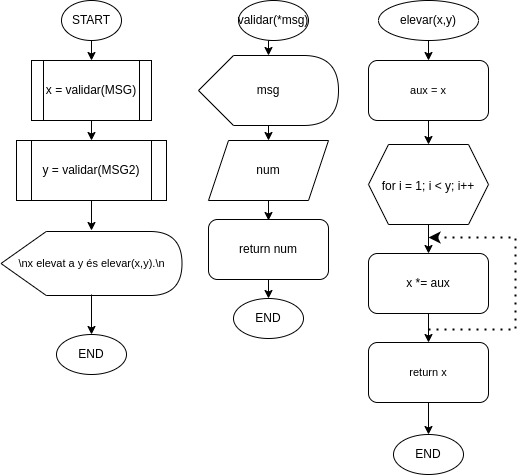 START
x = validar(MSG)
y = validar(MSG2)
\nx elevat a y és elevar(x,y).\n
END
validar(*msg)
msg
num
return num
END
elevar(x,y)
aux = x
for i = 1; i < y; i++
x *= aux
return x
END